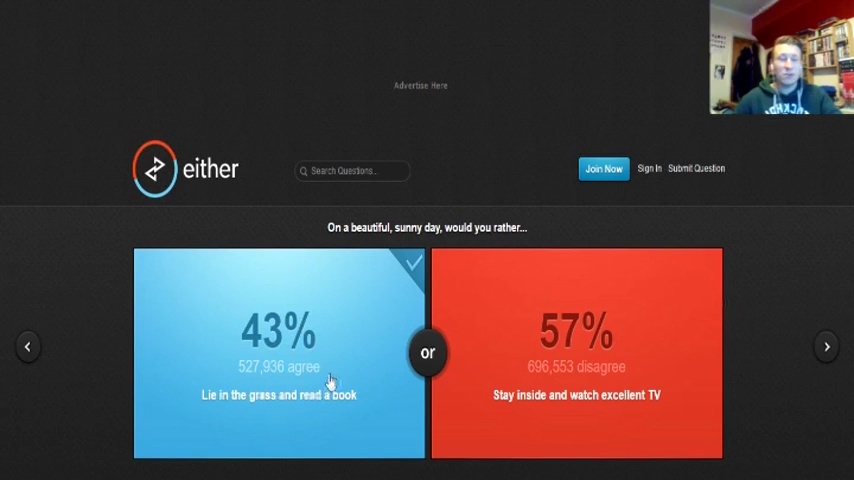 Advertise Here
either
Search Questions...
Join Now
Sign In
Submit Question
On a beautiful, sunny day, would you rather...
43%
527,936 agree
Lie in the grass and read a book
or
57%
696,553 disagree
Stay inside and watch excellent TV